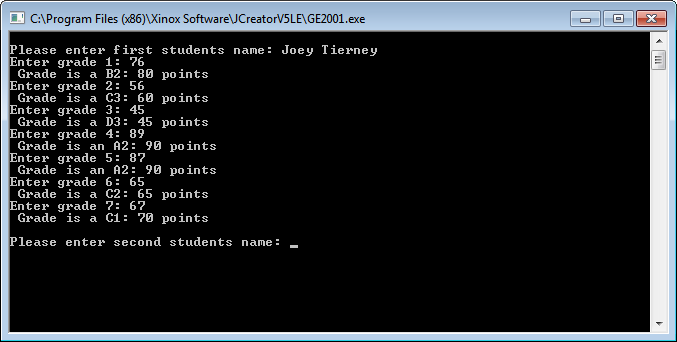 C:\Program Files (x86)\Xinox Software\JCreatorV5LE\GE2001.exe
Please enter first students name: Joey Tierney
Enter grade 1: 76
Grade is a B2: 80 points
Enter grade 2: 56
Grade is a C3: 60 points
Enter grade 3: 45
Grade is a D3: 45 points
Enter grade 4: 89
Grade is an A2: 90 points
Enter grade 5: 87
Grade is an A2: 90 points
Enter grade 6: 65
Grade is a C2: 65 points
Enter grade 7: 67
Grade is a C1: 70 points
Please enter second students name: _